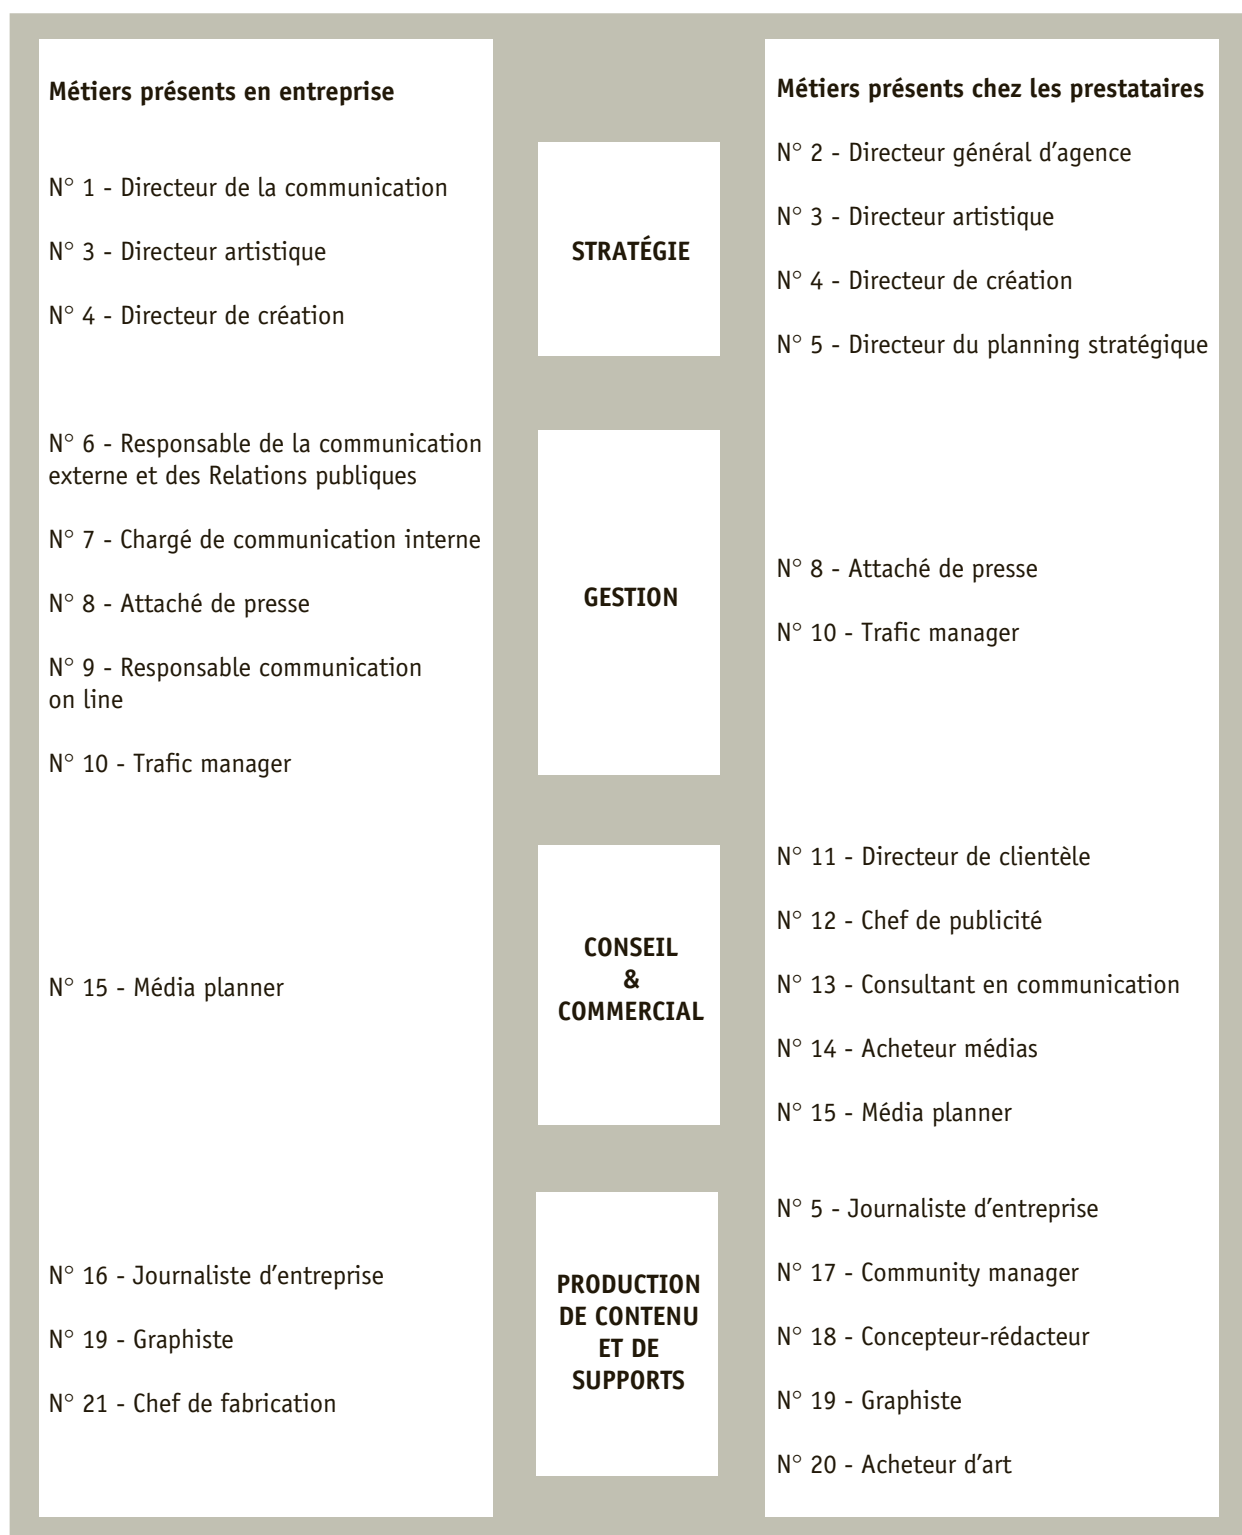 Métiers présents en entreprise
N° 1 - Directeur de la communication
N° 3 - Directeur artistique
N° 4 - Directeur de création
N° 6 - Responsable de la communication
externe et des Relations publiques
N° 7 - Chargé de communication interne
N° 8 - Attaché de presse
N° 9 - Responsable communication
on line
N° 10 - Trafic manager
N° 15 - Média planner
N° 16 - Journaliste d'entreprise
N° 19 - Graphiste
N° 21 - Chef de fabrication
STRATÉGIE
GESTION
CONSEIL
&
COMMERCIAL
PRODUCTION
DE CONTENU
ET DE
SUPPORTS
Métiers présents chez les prestataires
N° 2 - Directeur général d'agence
N° 3 - Directeur artistique
N° 4 - Directeur de création
N° 5 - Directeur du planning stratégique
N° 8 - Attaché de presse
N° 10 - Trafic manager
N° 11 - Directeur de clientèle
N° 12 - Chef de publicité
N° 13 - Consultant en communication
N° 14 - Acheteur médias
N° 15 - Média planner
N° 5 - Journaliste d'entreprise
N° 17 - Community manager
N° 18 - Concepteur-rédacteur
N° 19 - Graphiste
N° 20 - Acheteur d'art